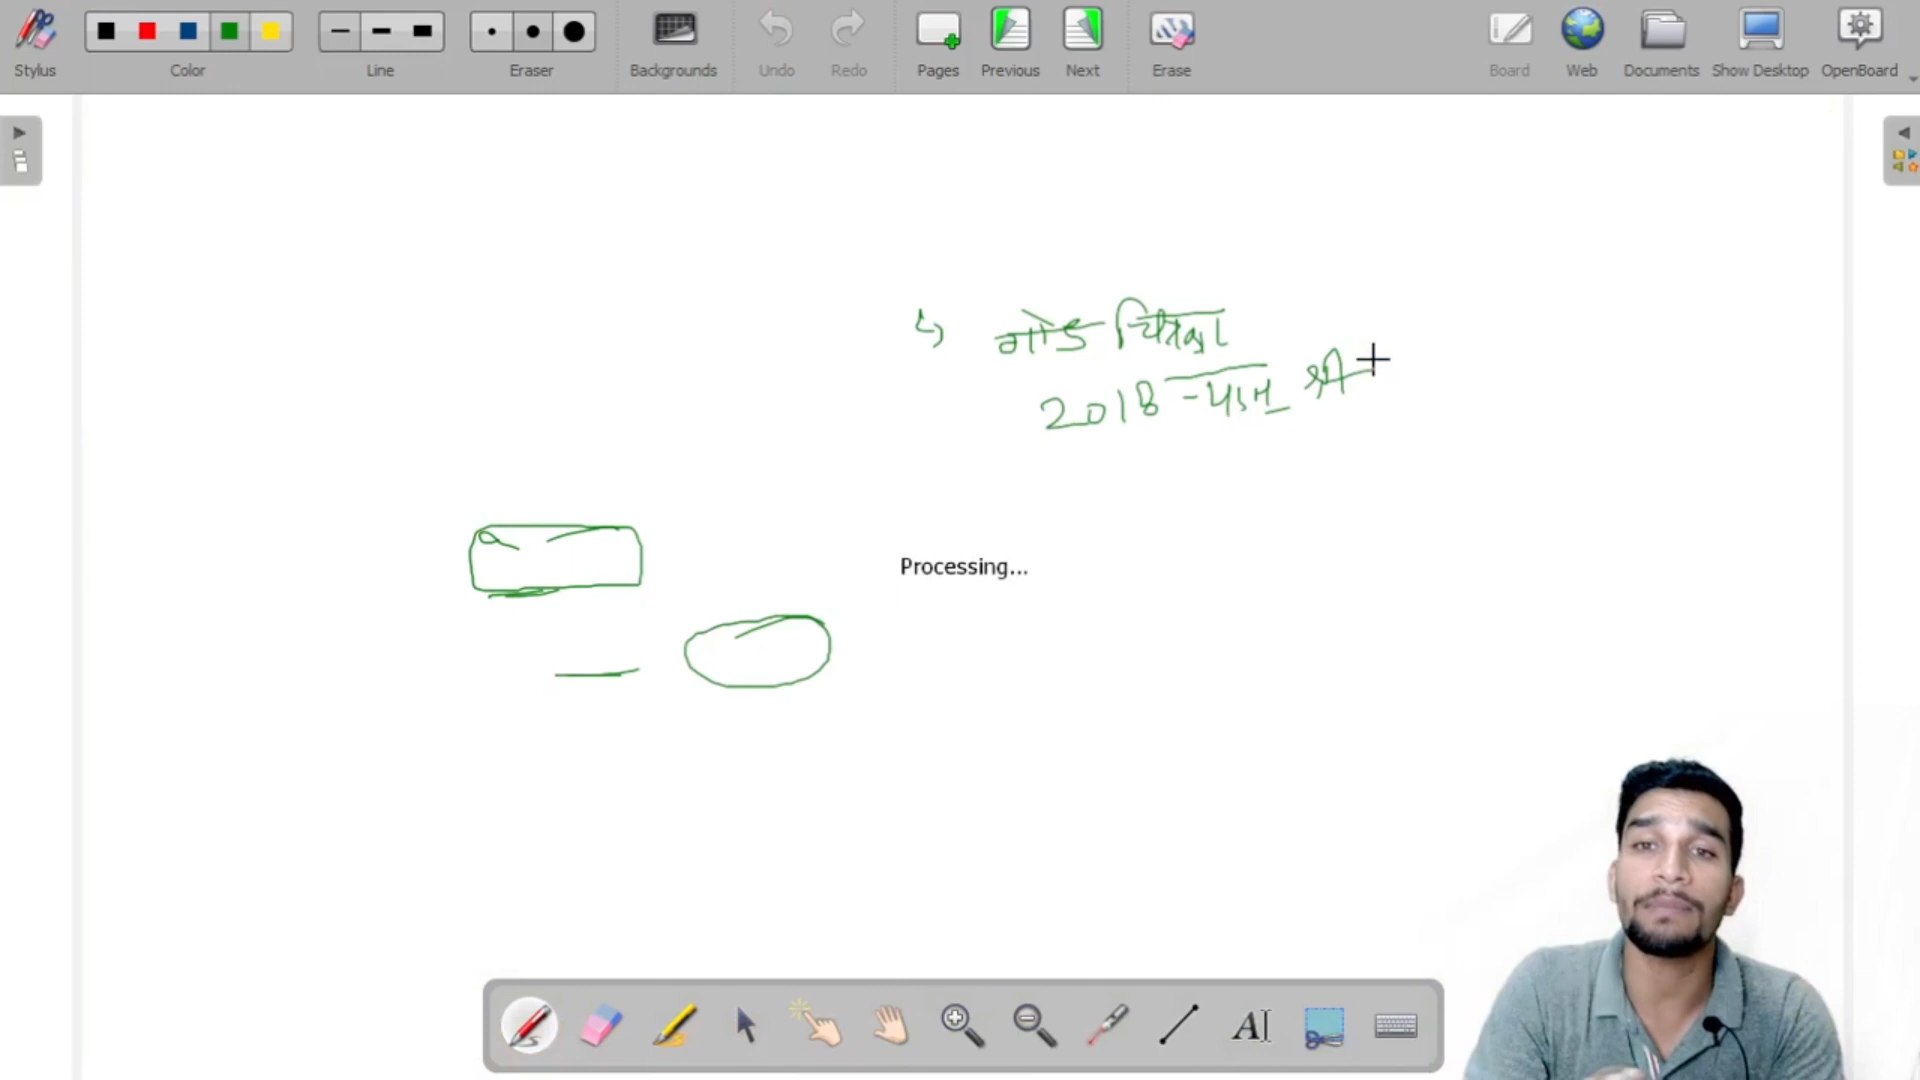 Stylus
Color
Line
Eraser
Backgrounds
Undo
Redo
Pages
Previous
Next
Erase
Board
Web
Documents
Show Desktop
OpenBoard
गोंड चित्रकला
2018 - पद्म श्री
Processing...
AI